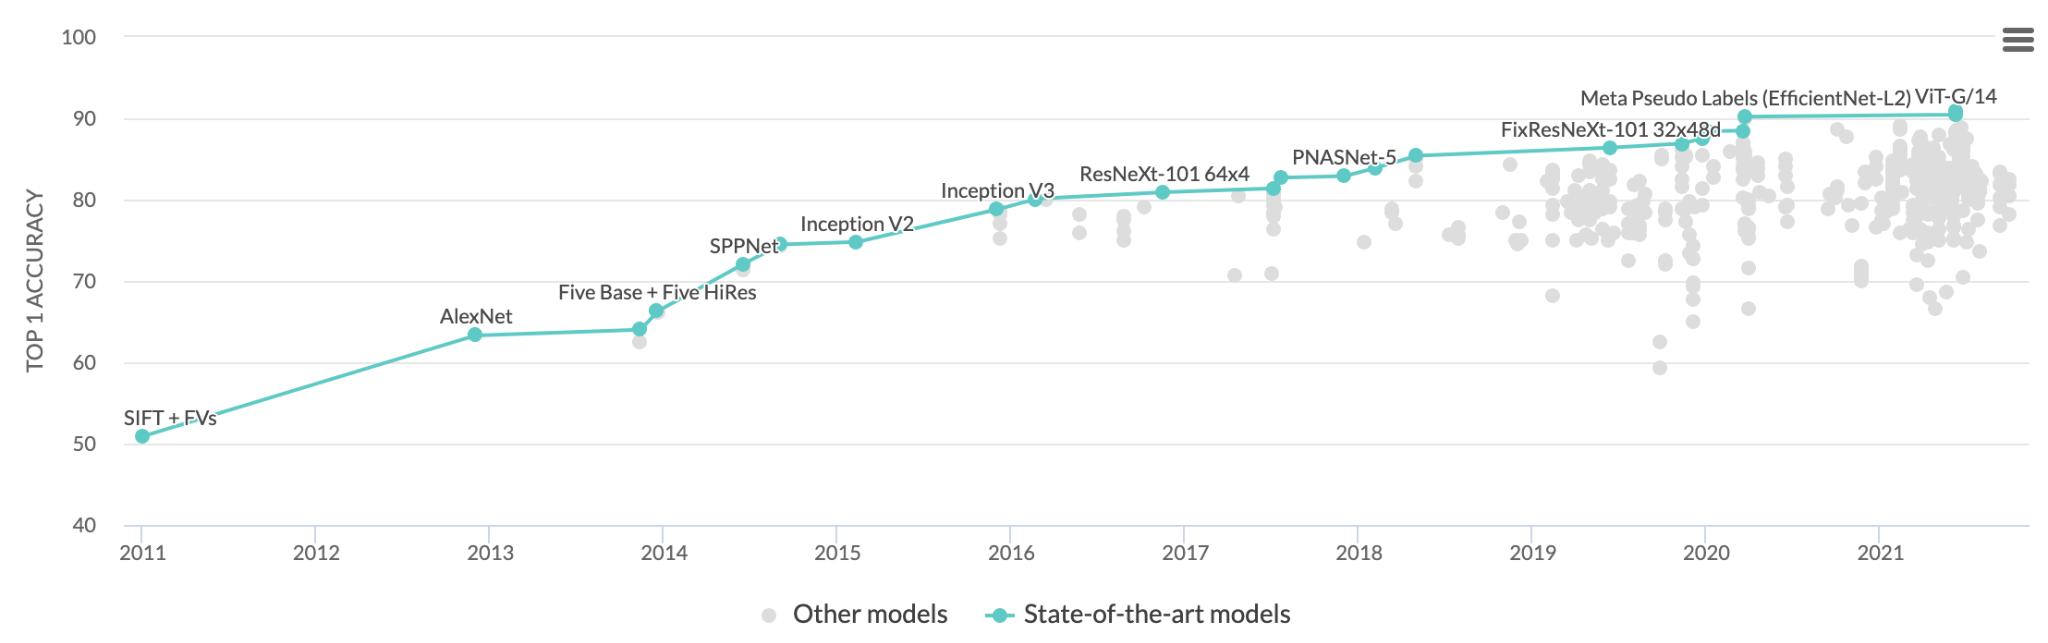 100
90
80
70
60
50
40
TOP 1 ACCURACY
SIFT + FVs
AlexNet
Five Base + Five HiRes
SPPNet
Inception V2
Inception V3
ResNeXt-101 64x4
PNASNet-5
FixResNeXt-101 32x48d
Meta Pseudo Labels (EfficientNet-L2)
ViT-G/14
2011 2012 2013 2014 2015 2016 2017 2018 2019 2020 2021
Other models State-of-the-art models